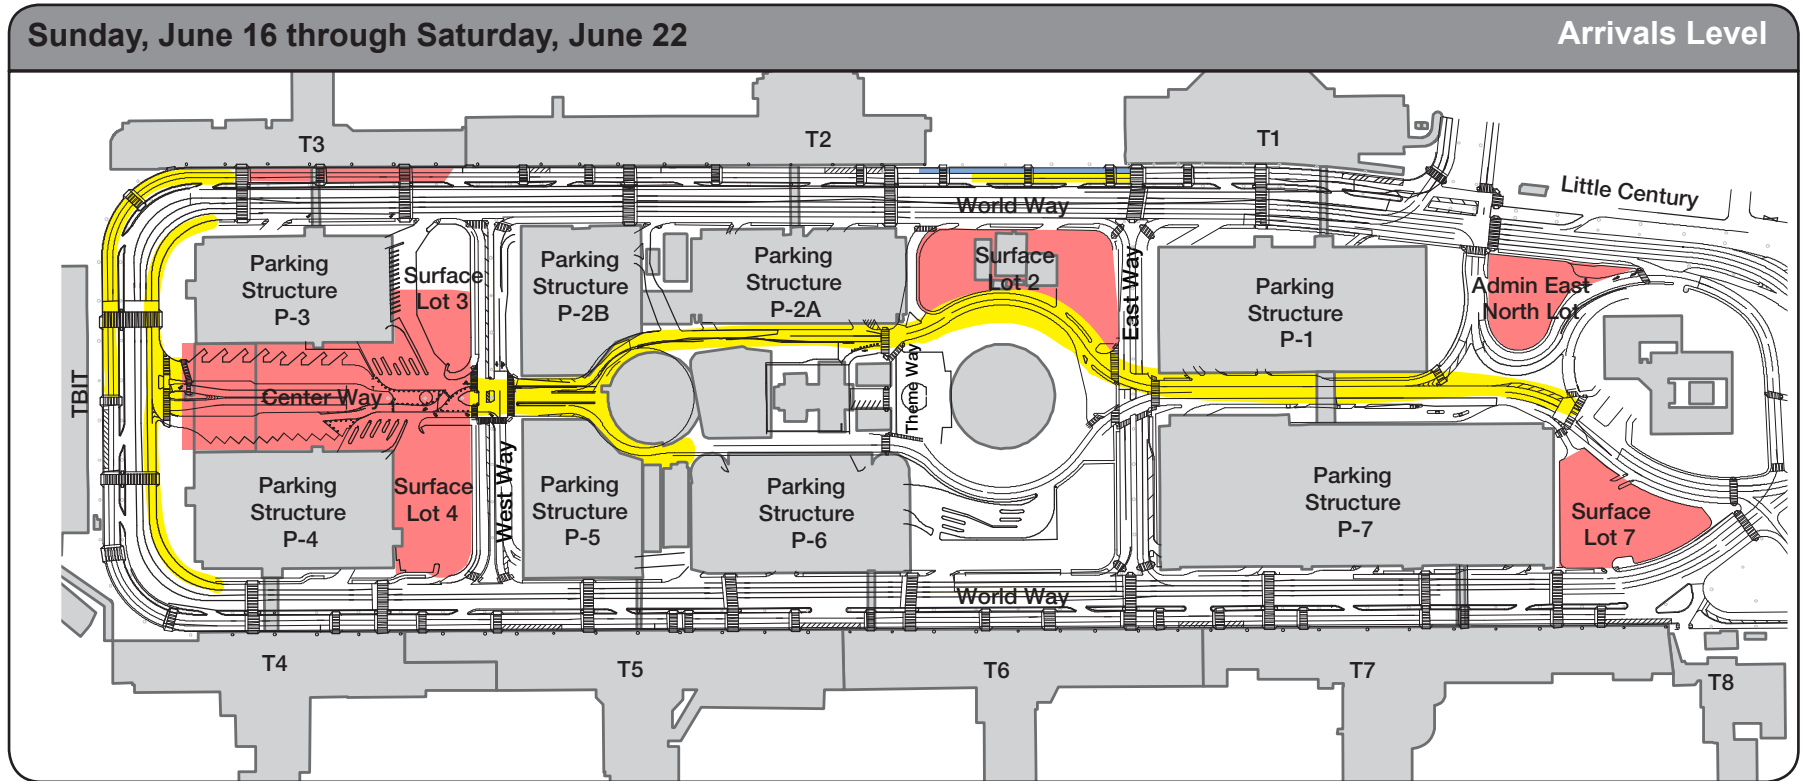 Sunday, June 16 through Saturday, June 22
Arrivals Level
T3
T2
T1
Little Century
World Way
Parking
Structure
P-3
Surface
Lot 3
Parking
Structure
P-2B
Parking
Structure
P-2A
Surface
Lot 2
East Way
Parking
Structure
P-1
Admin East
North Lot
TBIT
Center Way
Theme Way
West Way
Parking
Structure
P-4
Surface
Lot 4
Parking
Structure
P-5
Parking
Structure
P-6
Parking
Structure
P-7
Surface
Lot 7
World Way
T4
T5
T6
T7
T8